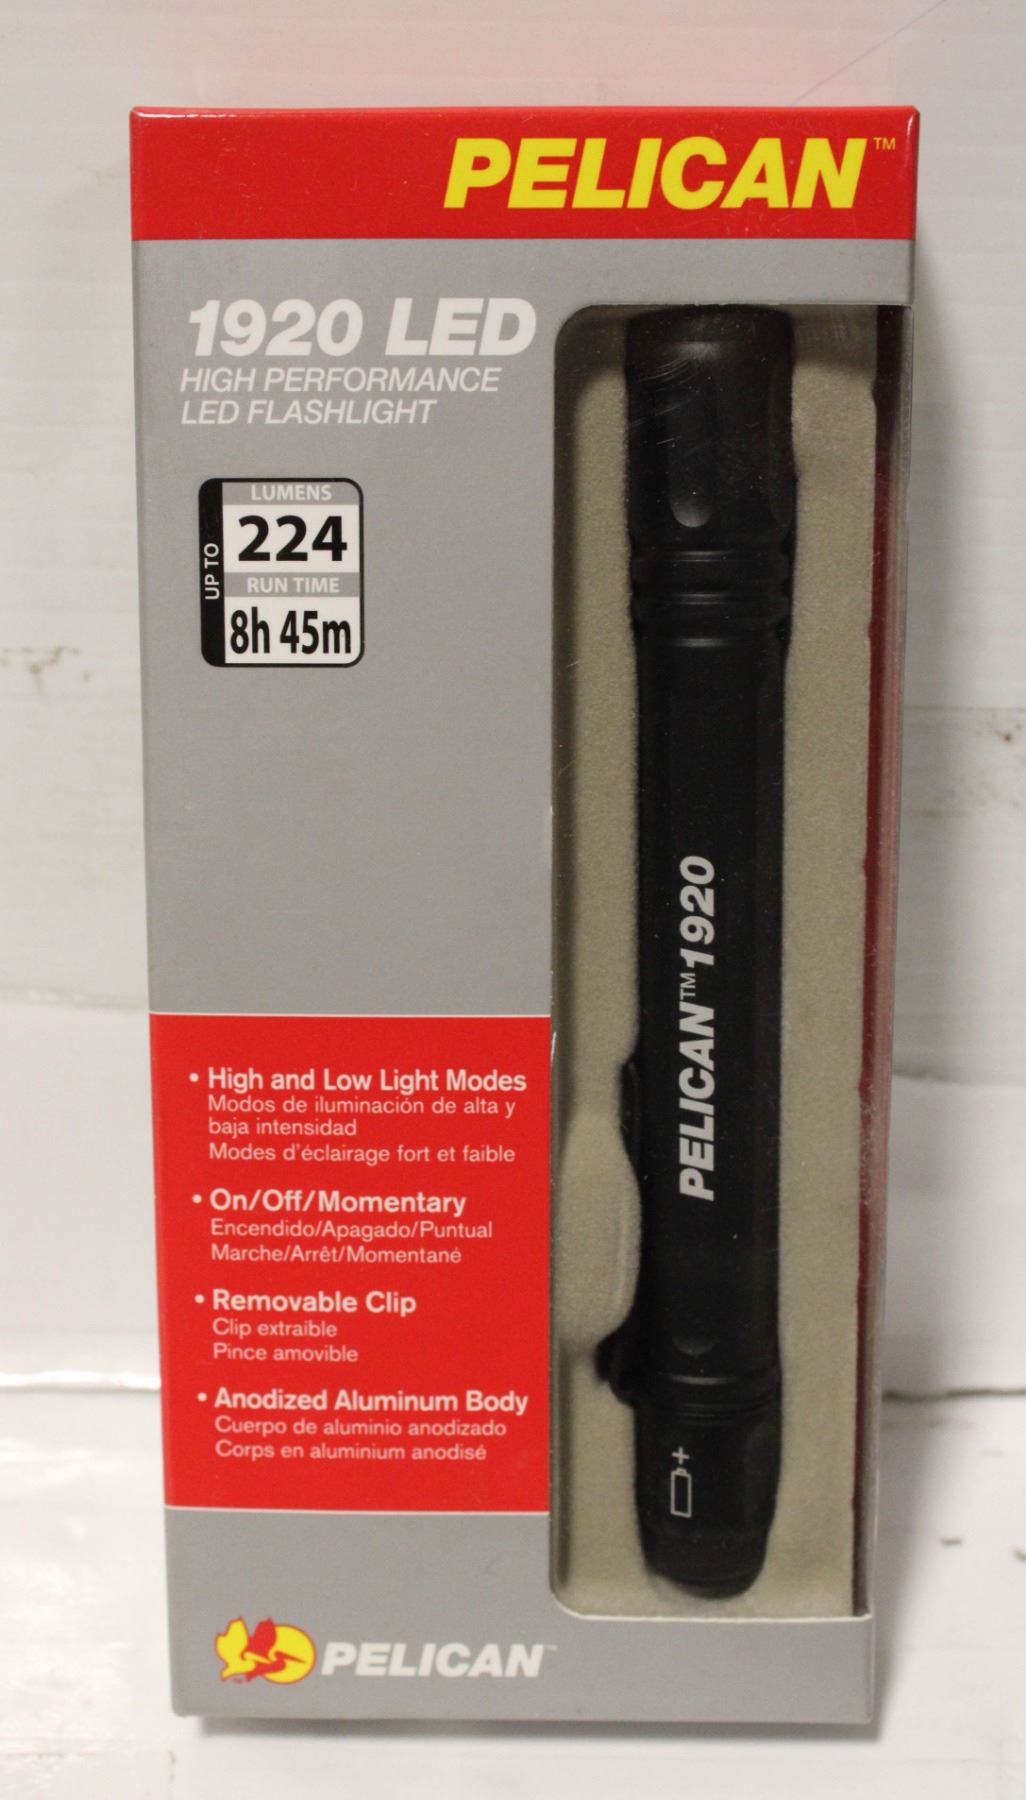 PELICAN™
1920 LED
HIGH PERFORMANCE
LED FLASHLIGHT
UP TO
LUMENS
224
RUN TIME
8h 45m
PELICAN™1920
• High and Low Light Modes
Modos de iluminación de alta y
baja intensidad
Modes d'éclairage fort et faible
• On/Off/Momentary
Encendido/Apagado/Puntual
Marche/Arrêt/Momentané
• Removable Clip
Clip extraíble
Pince amovible
• Anodized Aluminum Body
Cuerpo de aluminio anodizado
Corps en aluminium anodisé
+
PELICAN™